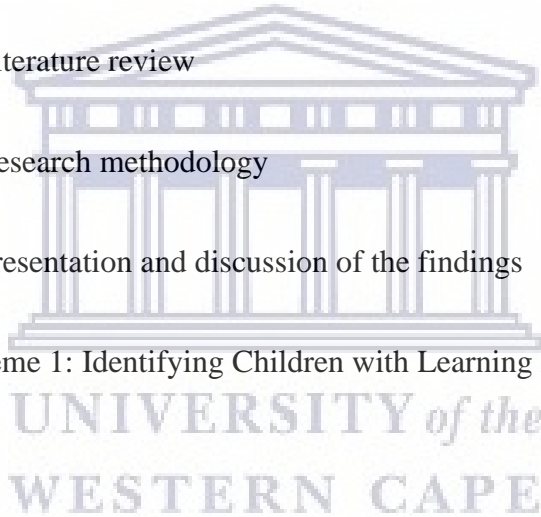 iterature review
esearch methodology
resentation and discussion of the findings
eme 1: Identifying Children with Learning
UNIVERSITY of the
WESTERN CAPE